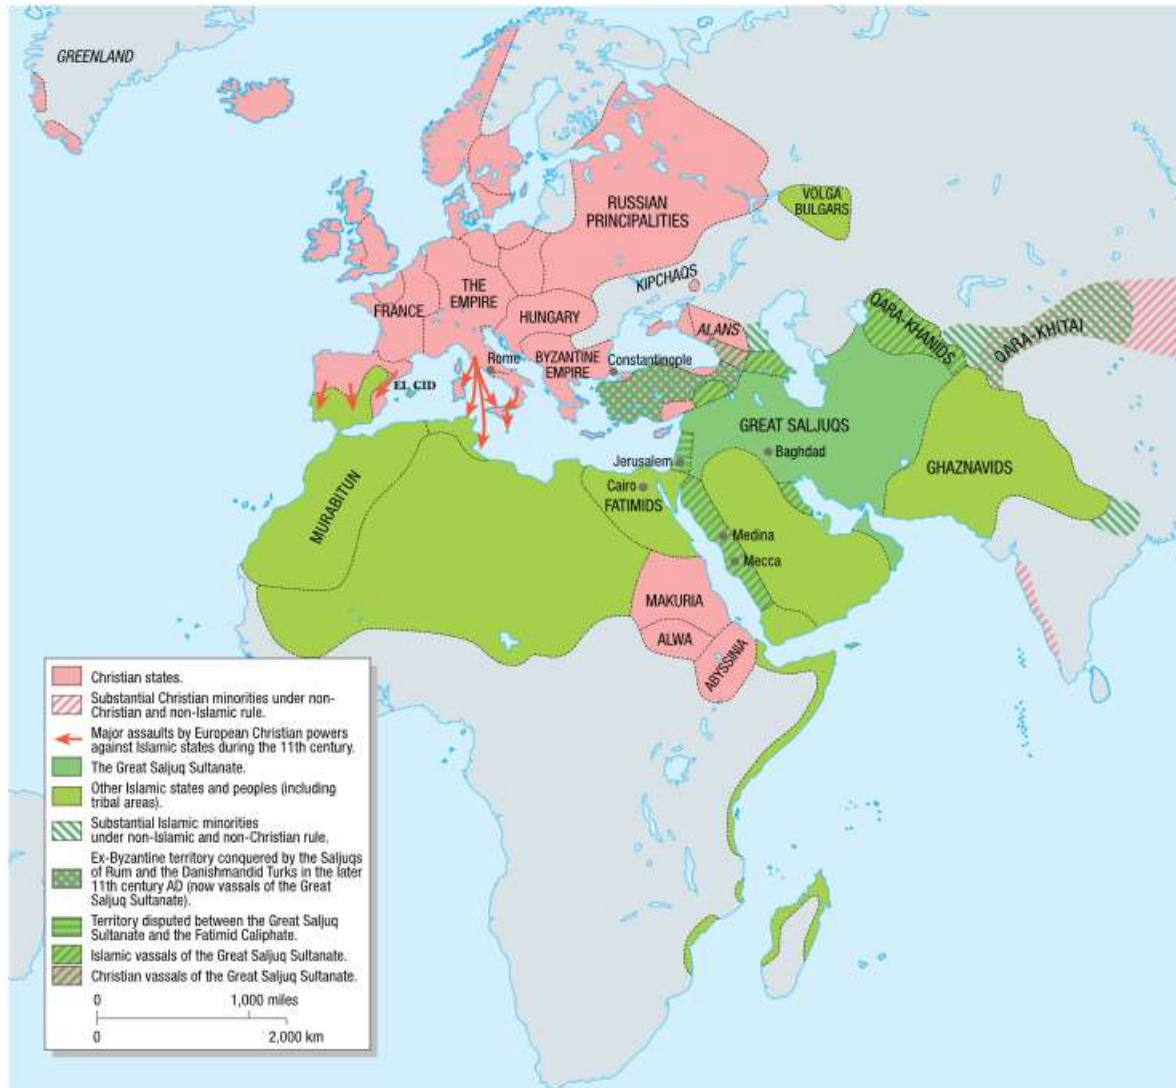 GREENLAND
VOLGA
BULGARS
RUSSIAN
PRINCIPALITIES
KIPCHAQS
THE
EMPIRE
FRANCE
HUNGARY
ALANS
QARA-KHANIDS
QARA-KHITAI
Rome
BYZANTINE
EMPIRE
Constantinople
EL CID
GREAT SALJUQS
Baghdad
Jerusalem
GHAZNAVIDS
Cairo
FATIMIDS
MURABITUN
Medina
Mecca
MAKURIA
ALWA
ABYSSINIA
Christian states.
Substantial Christian minorities under non-
Christian and non-Islamic rule.
Major assaults by European Christian powers
against Islamic states during the 11th century.
The Great Saljuq Sultanate.
Other Islamic states and peoples (including
tribal areas).
Substantial Islamic minorities
under non-Islamic and non-Christian rule.
Ex-Byzantine territory conquered by the Saljuqs
of Rum and the Danishmandid Turks in the later
11th century AD (now vassals of the Great
Saljuq Sultanate).
Territory disputed between the Great Saljuq
Sultanate and the Fatimid Caliphate.
Islamic vassals of the Great Saljuq Sultanate.
Christian vassals of the Great Saljuq Sultanate.
0 1,000 miles
0 2,000 km